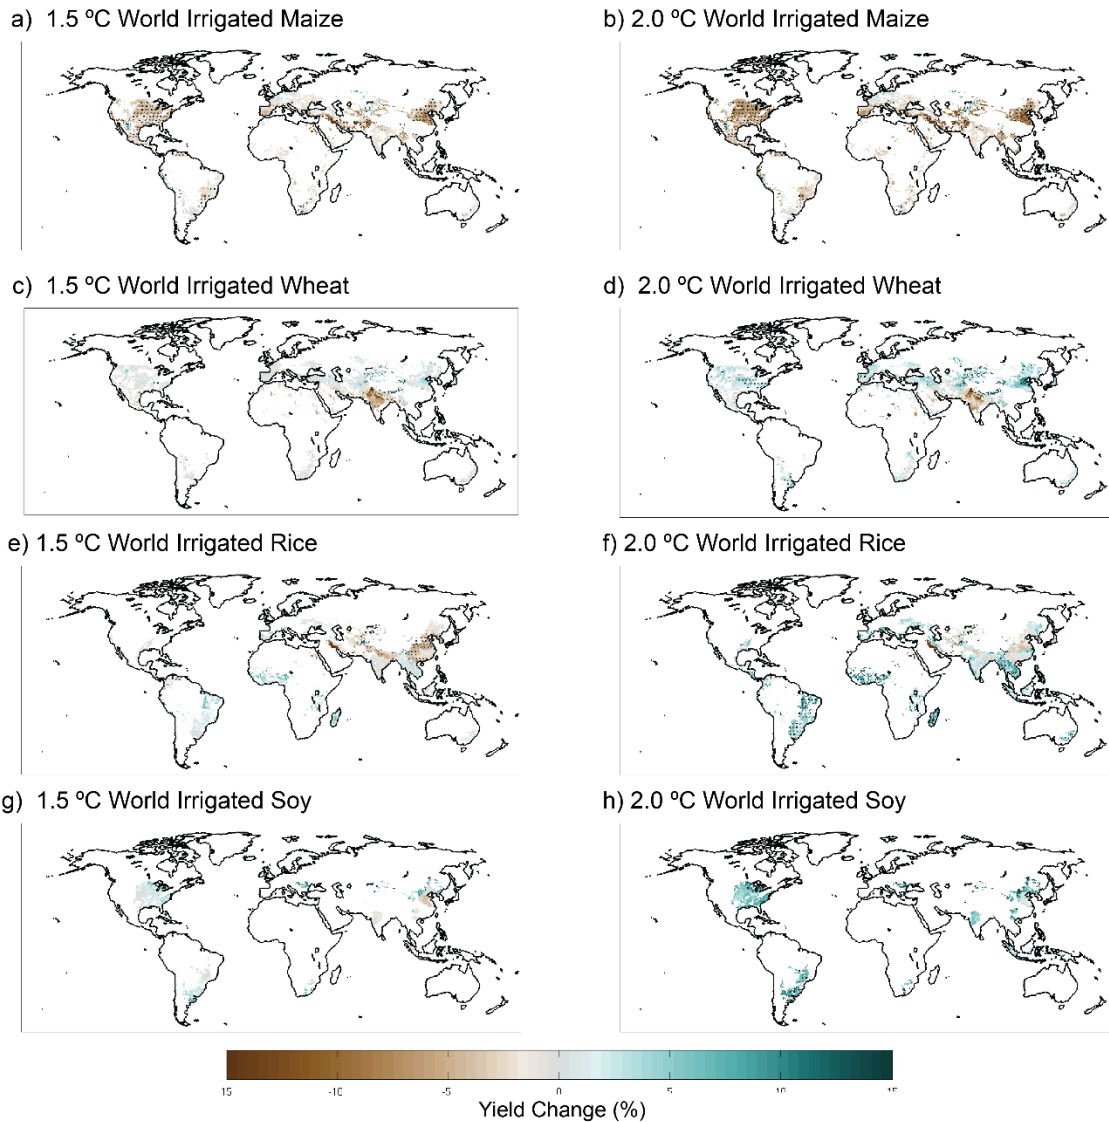 a) 1.5 ºC World Irrigated Maize
b) 2.0 ºC World Irrigated Maize
c) 1.5 ºC World Irrigated Wheat
d) 2.0 ºC World Irrigated Wheat
e) 1.5 ºC World Irrigated Rice
f) 2.0 ºC World Irrigated Rice
g) 1.5 ºC World Irrigated Soy
h) 2.0 ºC World Irrigated Soy
15 -10 -5 0 5 10 15
Yield Change (%)